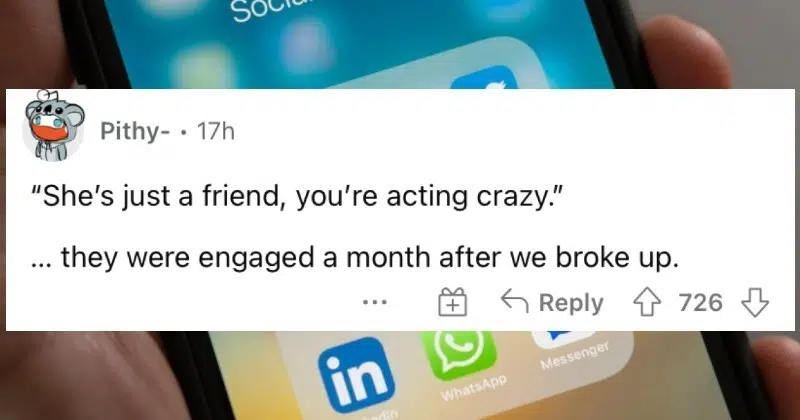 Social
Pithy- • 17h
“She’s just a friend, you’re acting crazy.”
... they were engaged a month after we broke up.
... Reply 726
in
WhatsApp
Messenger